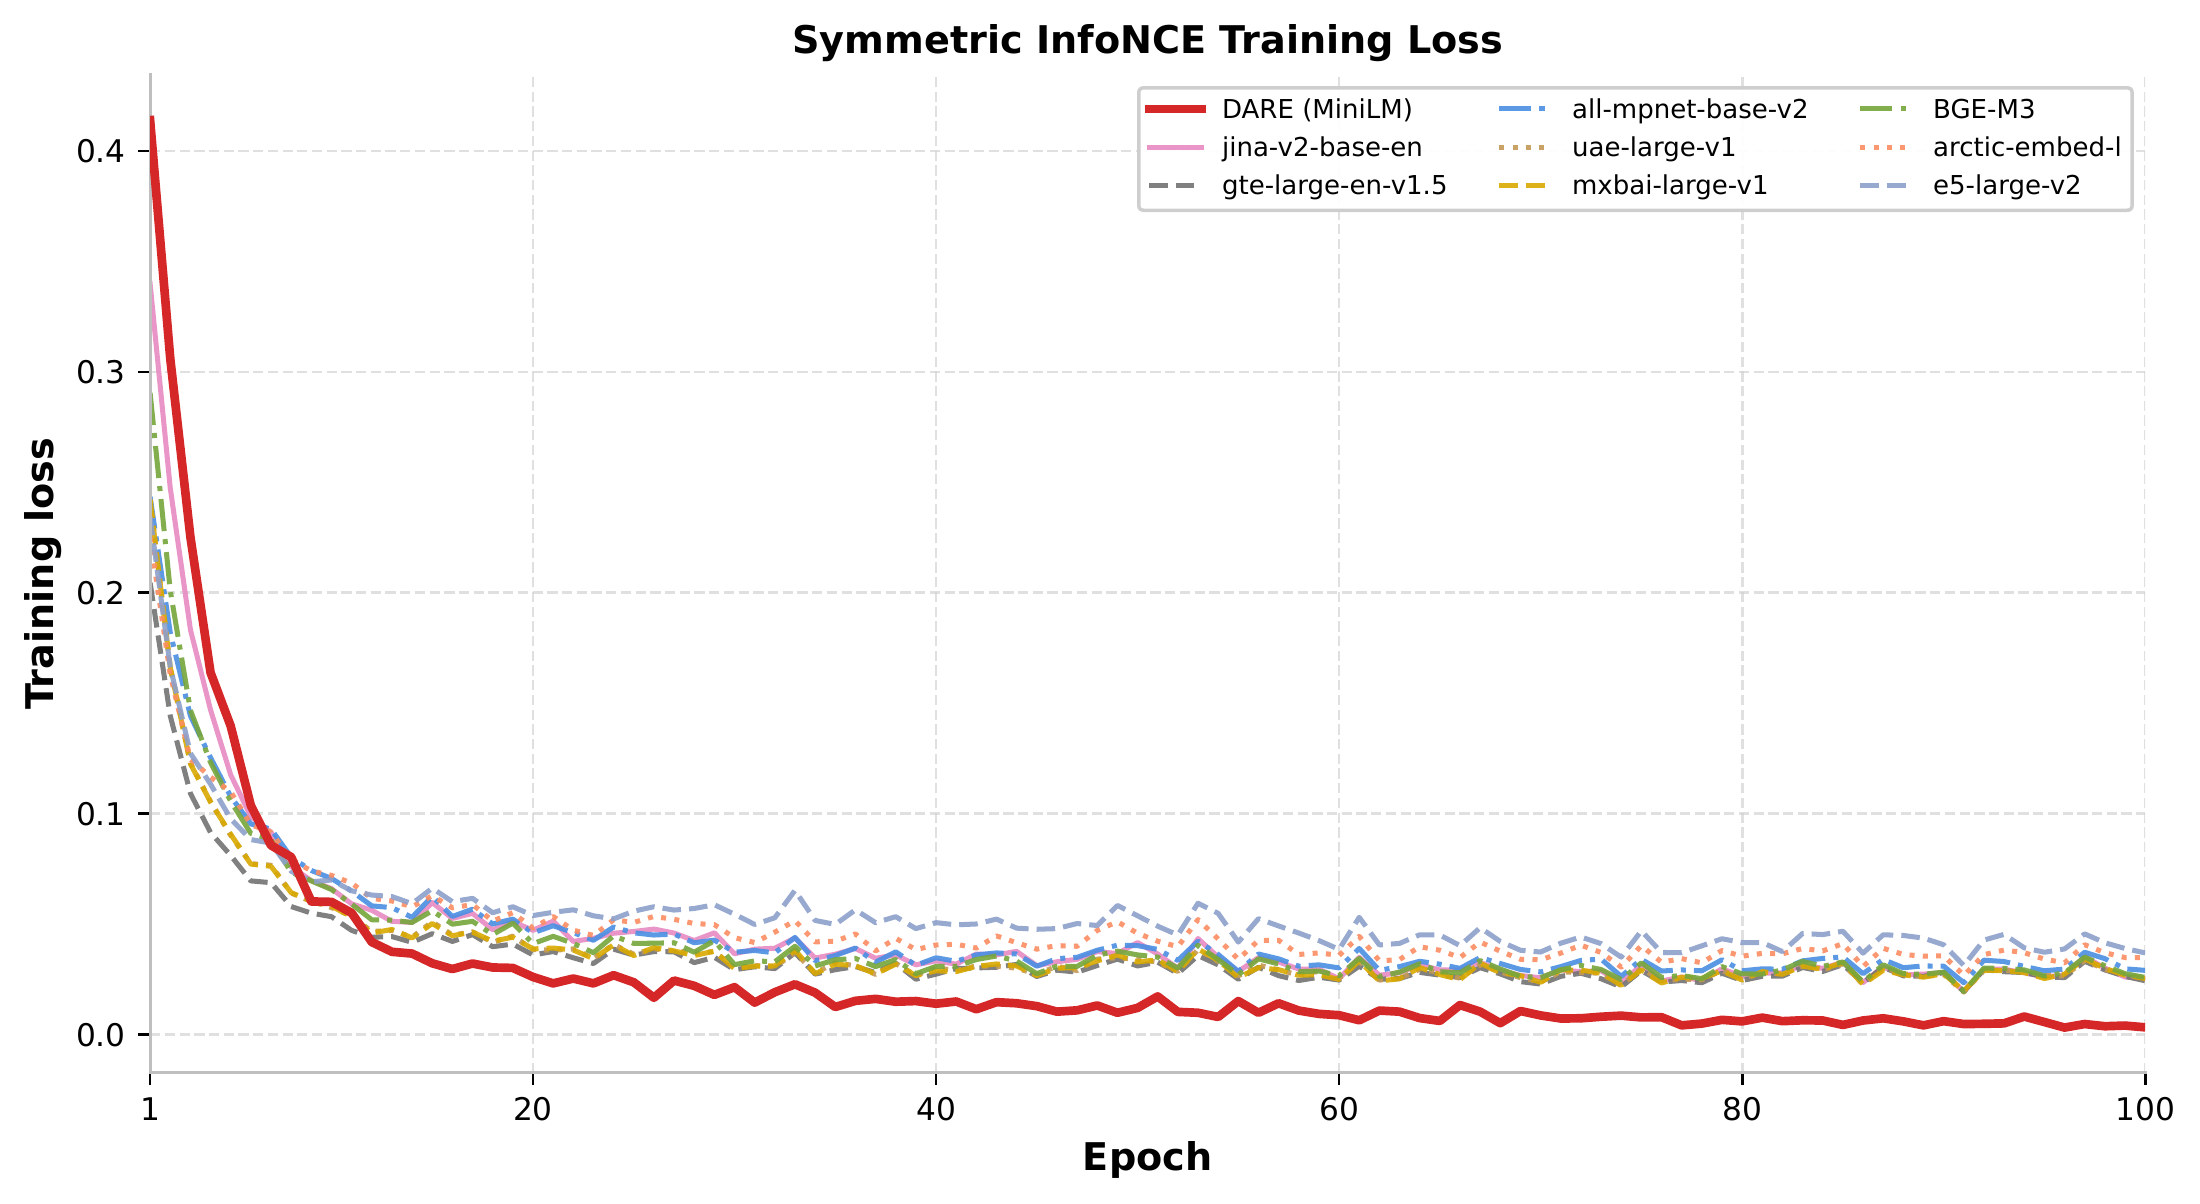 Symmetric InfoNCE Training Loss
DARE (MiniLM)
jina-v2-base-en
gte-large-en-v1.5
all-mpnet-base-v2
uae-large-v1
mxbai-large-v1
BGE-M3
arctic-embed-l
e5-large-v2
Training loss
0.4
0.3
0.2
0.1
0.0
1 20 40 60 80 100
Epoch